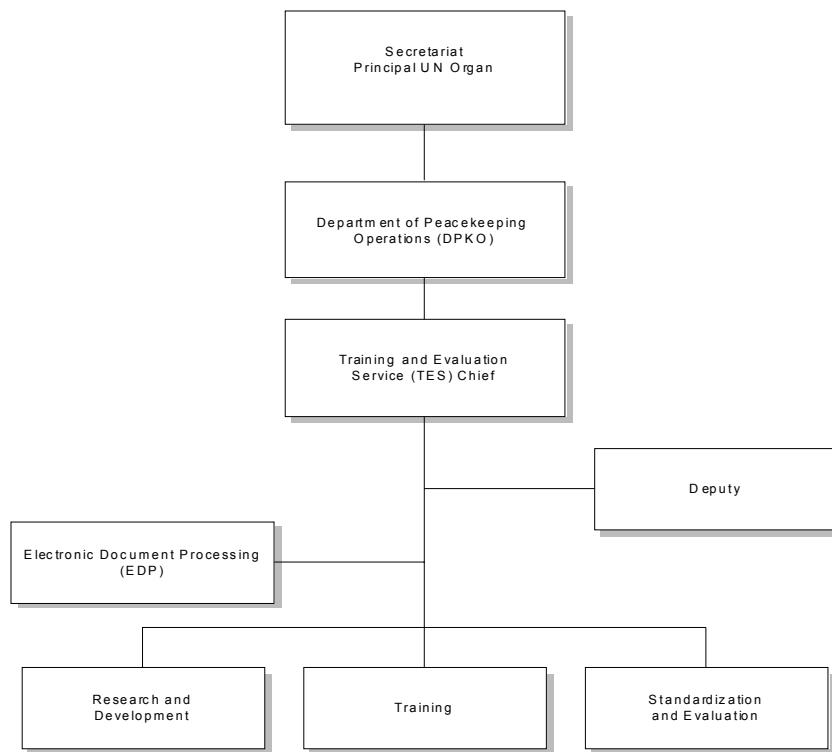 Secretariat
Principal UN Organ
Department of Peacekeeping
Operations (DPKO)
Training and Evaluation
Service (TES) Chief
Deputy
Electronic Document Processing
(EDP)
Research and
Development
Training
Standardization
and Evaluation